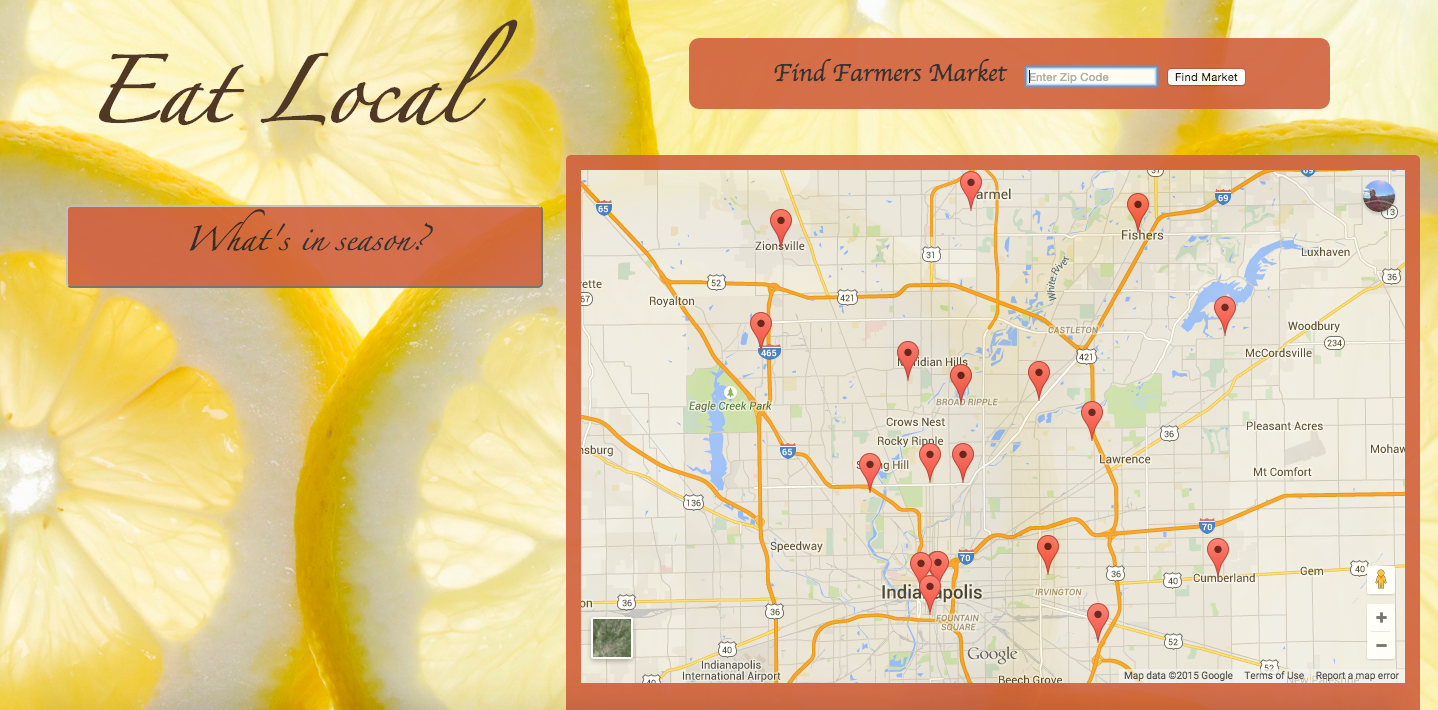 Eat Local
Find Farmers Market
Enter Zip Code
Find Market
What's in season?
65
Zionsville
armel
31
69
69
13
Fishers
Luxhaven
36
White River
ette
67
52
421
Royalton
CASTLETON
421
Woodbury
234
McCordsville
465
Eagle Creek Park
BROAD RIPPLE
Crows Nest
Rocky Ripple
36
Pleasant Acres
nsburg
65
Lawrence
Mohaw
Mt Comfort
136
70
Speedway
70
36
40
Cumberland
Gem
40
on
36
36
IRVINGTON
FOUNTAIN
SQUARE
52
40
Indianapolis
International Airport
40
Google
Beech Grove
52
Map data ©2015 Google
Terms of Use
Report a map error